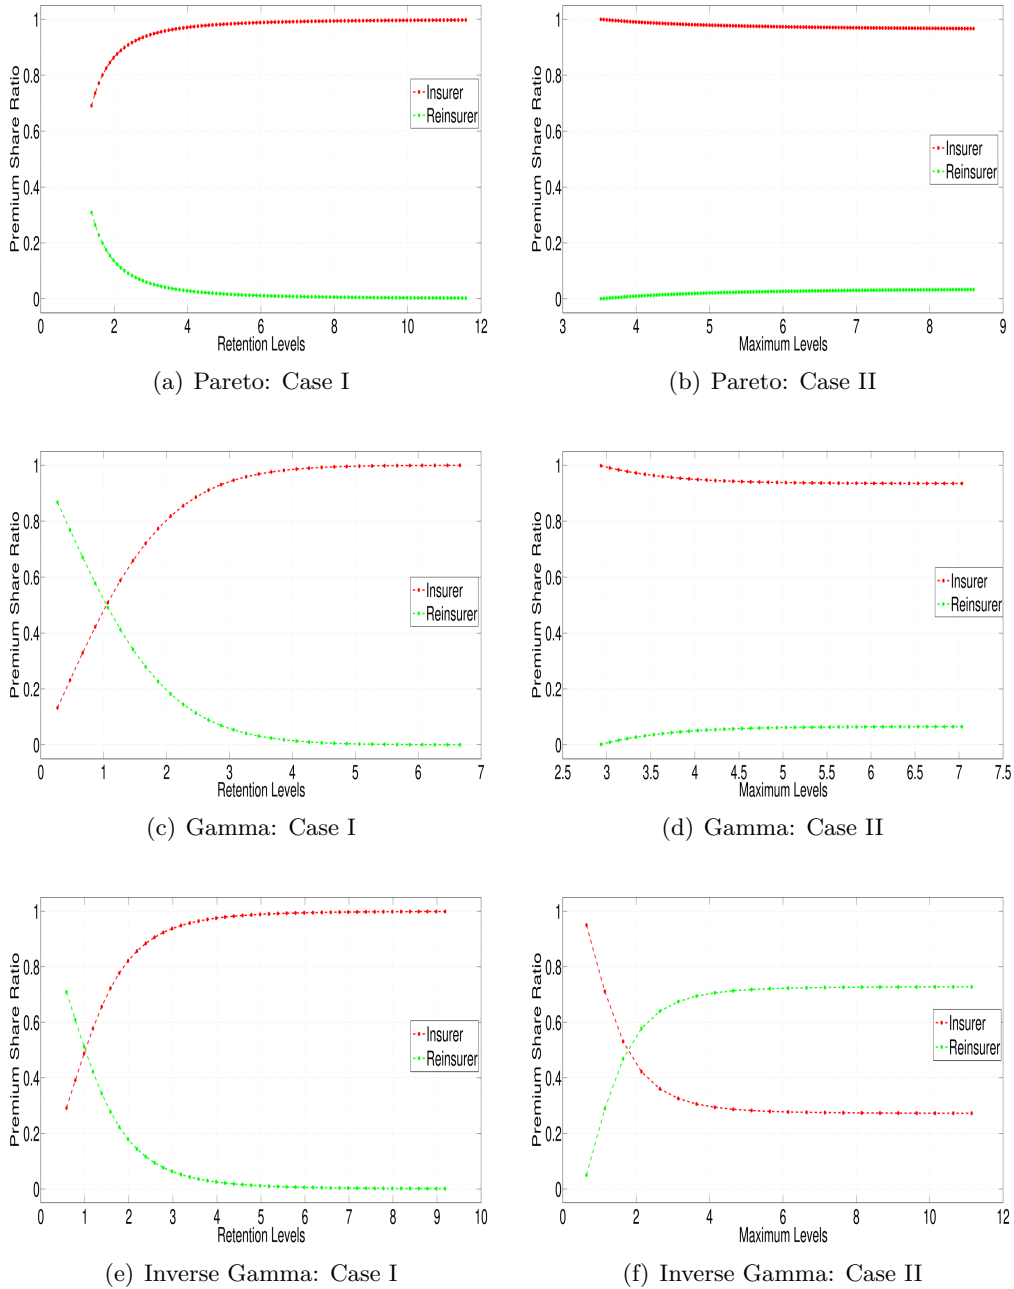 Premium Share Ratio
1
0.8
0.6
0.4
0.2
0
0 2 4 6 8 10 12
Retention Levels
Insurer
Reinsurer
(a) Pareto: Case I
Premium Share Ratio
1
0.8
0.6
0.4
0.2
0
3 4 5 6 7 8 9
Maximum Levels
Insurer
Reinsurer
(b) Pareto: Case II
Premium Share Ratio
1
0.8
0.6
0.4
0.2
0
0 1 2 3 4 5 6 7
Retention Levels
Insurer
Reinsurer
(c) Gamma: Case I
Premium Share Ratio
1
0.8
0.6
0.4
0.2
0
2.5 3 3.5 4 4.5 5 5.5 6 6.5 7 7.5
Maximum Levels
Insurer
Reinsurer
(d) Gamma: Case II
Premium Share Ratio
1
0.8
0.6
0.4
0.2
0
0 1 2 3 4 5 6 7 8 9 10
Retention Levels
Insurer
Reinsurer
(e) Inverse Gamma: Case I
Premium Share Ratio
1
0.8
0.6
0.4
0.2
0
0 2 4 6 8 10 12
Maximum Levels
Insurer
Reinsurer
(f) Inverse Gamma: Case II